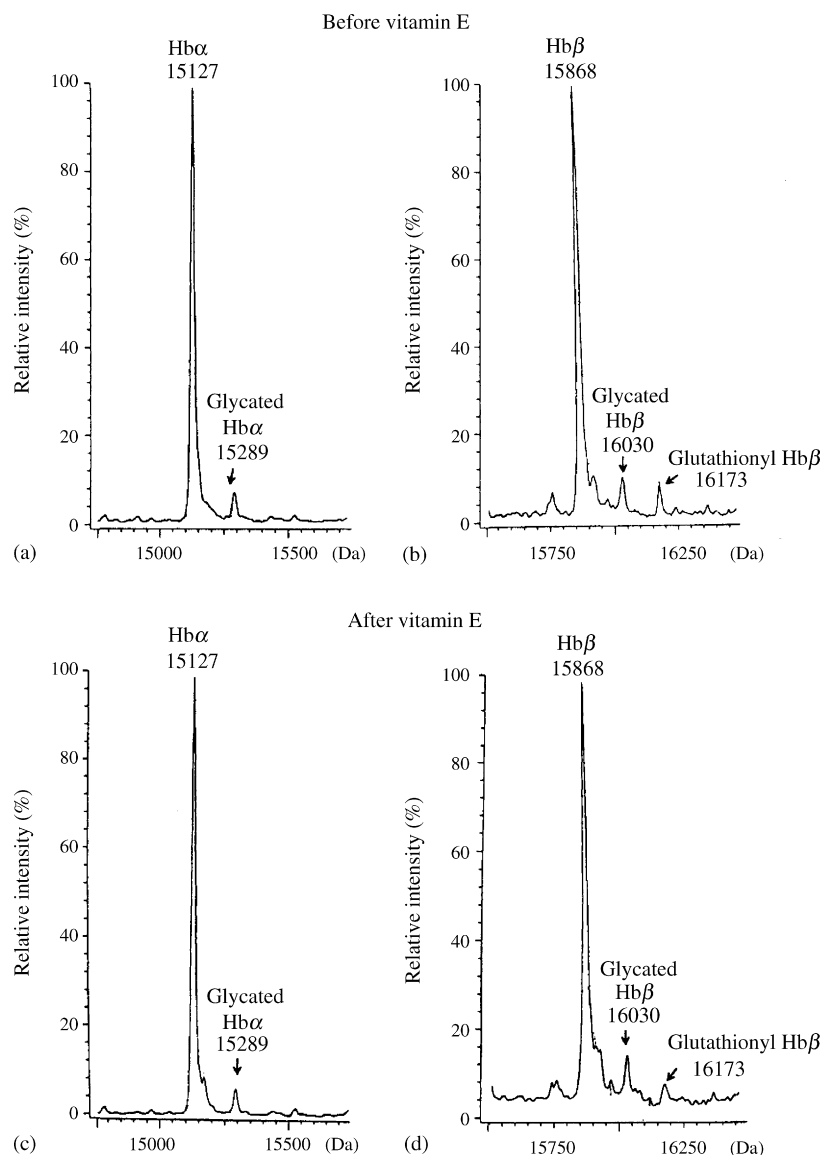 Before vitamin E
Hbα
15127
100
80
60
40
20
0
Relative intensity (%)
Glycated
Hbα
15289
15000
15500
(Da)
(a)
Hbβ
15868
100
80
60
40
20
0
Relative intensity (%)
Glycated
Hbβ
16030
Glutathionyl Hbβ
16173
15750
16250
(Da)
(b)
After vitamin E
Hbα
15127
100
80
60
40
20
0
Relative intensity (%)
Glycated
Hbα
15289
15000
15500
(Da)
(c)
Hbβ
15868
100
80
60
40
20
0
Relative intensity (%)
Glycated
Hbβ
16030
Glutathionyl Hbβ
16173
15750
16250
(Da)
(d)